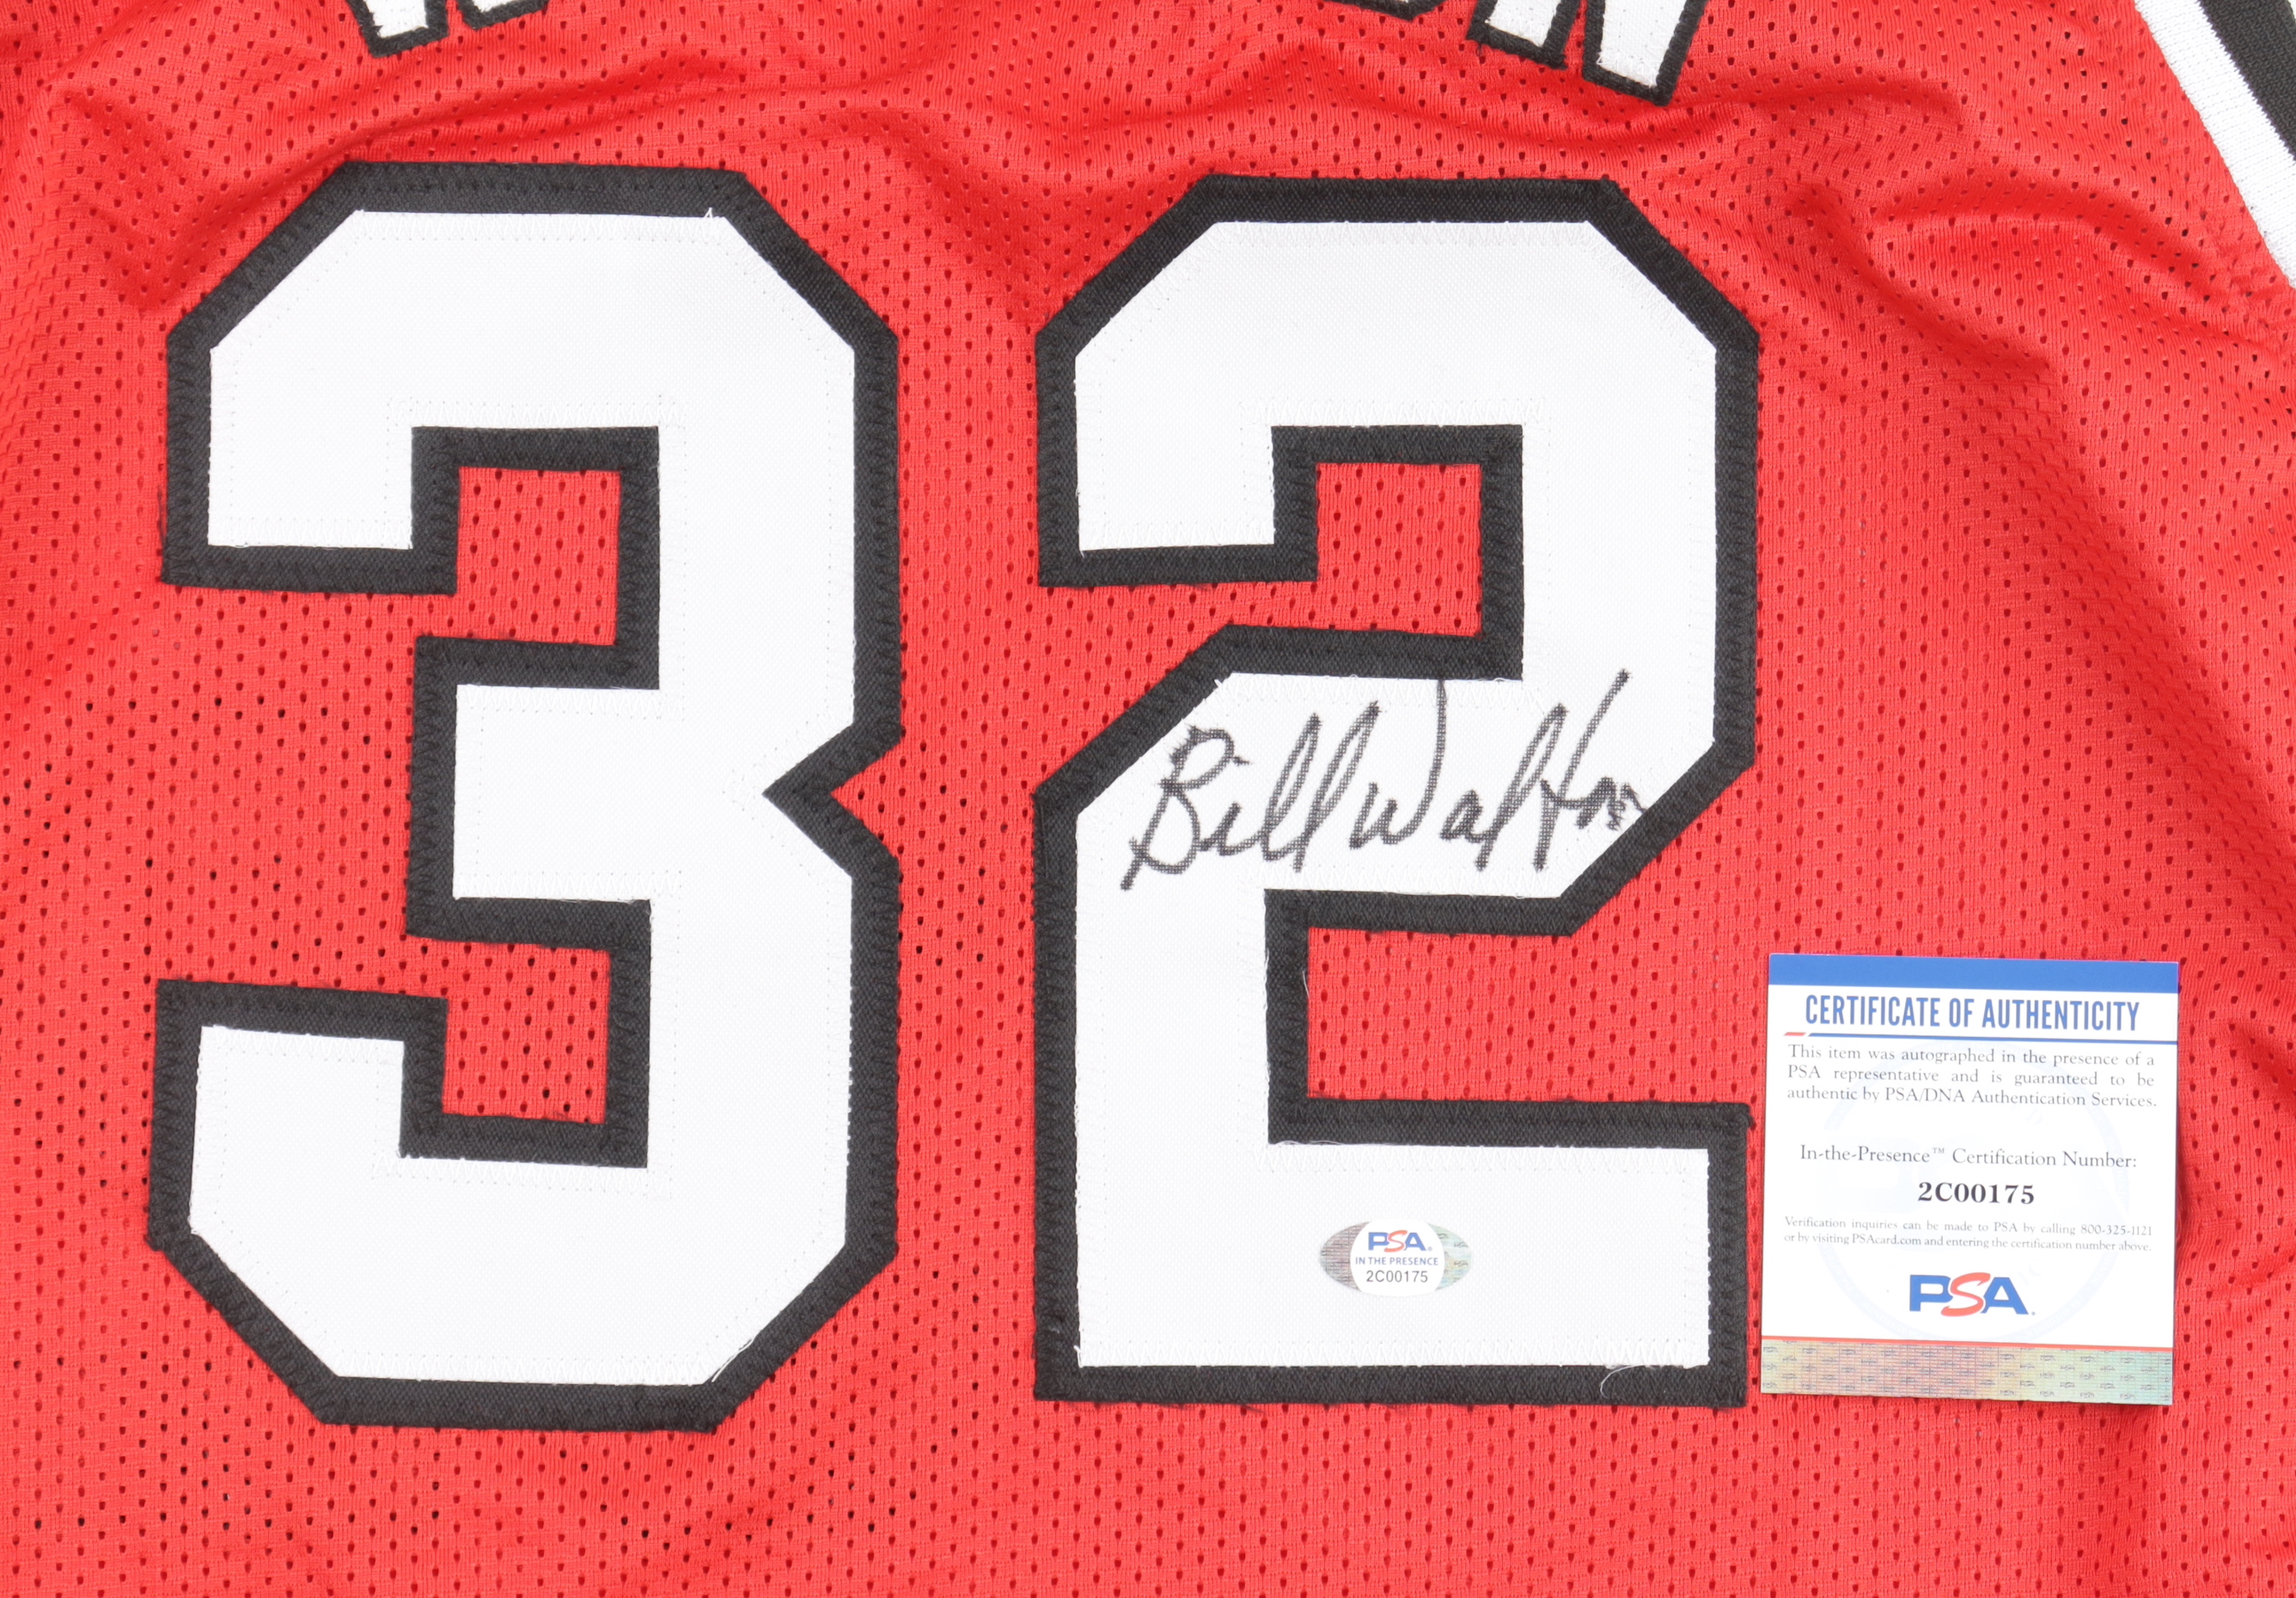 32
Bill Walton
PSA
IN THE PRESENCE
2C00175
CERTIFICATE OF AUTHENTICITY
This item was autographed in the presence of a
PSA representative and is guaranteed to be
authentic by PSA/DNA Authentication Services.
In-the-Presence™ Certification Number:
2C00175
Verification inquiries can be made to PSA by calling 800-325-1121
or by visiting PSAcard.com and entering the certification number above.
PSA